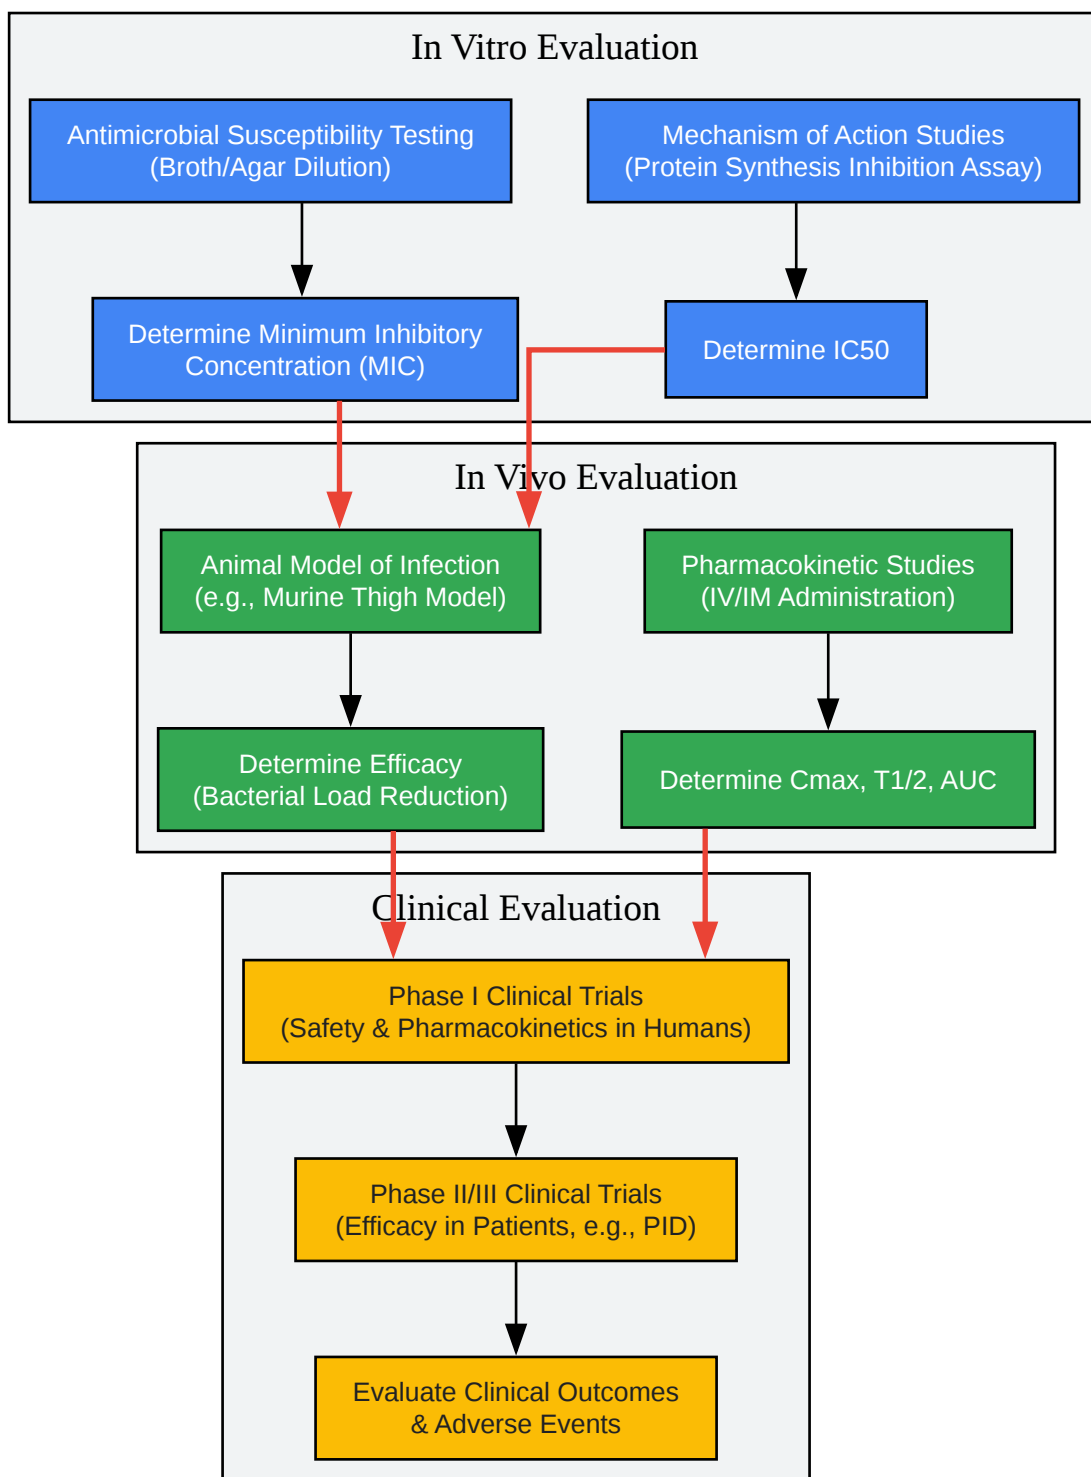 In Vitro Evaluation
Antimicrobial Susceptibility Testing
(Broth/Agar Dilution)
Mechanism of Action Studies
(Protein Synthesis Inhibition Assay)
Determine Minimum Inhibitory
Concentration (MIC)
Determine IC50
In Vivo Evaluation
Animal Model of Infection
(e.g., Murine Thigh Model)
Pharmacokinetic Studies
(IV/IM Administration)
Determine Efficacy
(Bacterial Load Reduction)
Determine Cmax, T1/2, AUC
Clinical Evaluation
Phase I Clinical Trials
(Safety & Pharmacokinetics in Humans)
Phase II/III Clinical Trials
(Efficacy in Patients, e.g., PID)
Evaluate Clinical Outcomes
& Adverse Events